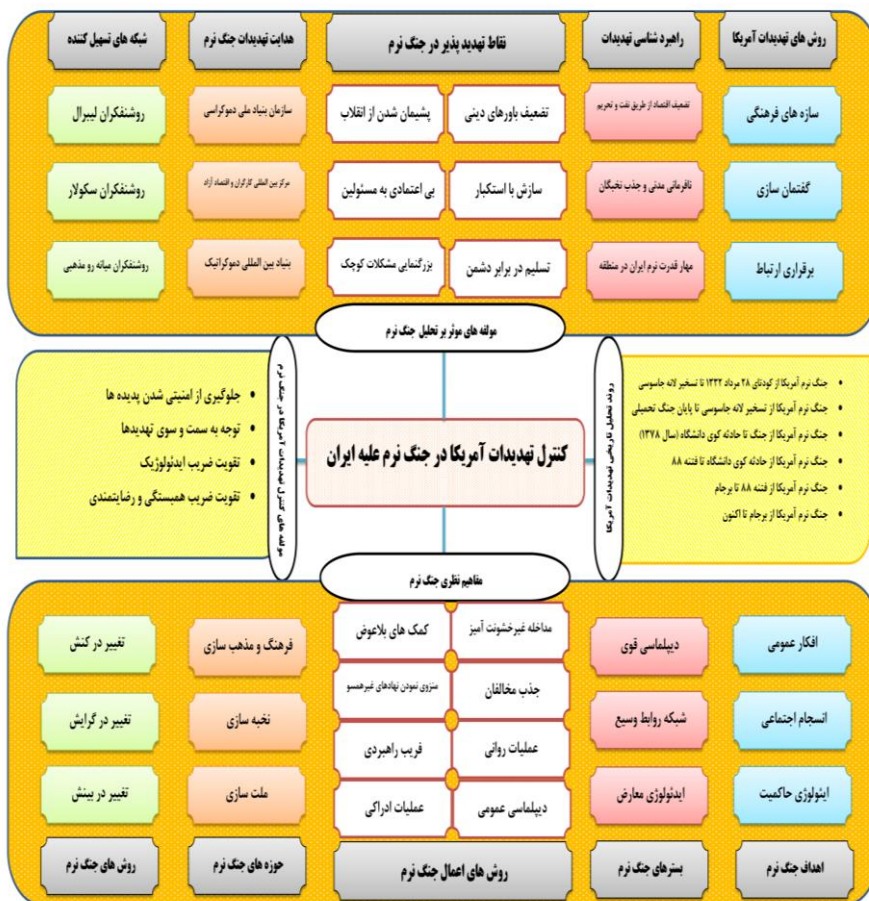 روش های تهدیدات آمریکا
راهبرد شناسی تهدیدات
نقاط تهدید پذیر در جنگ نرم
هدایت تهدیدات جنگ نرم
شبکه های تسهیل کننده
سازه های فرهنگی
تضعیف اقتصاد از طریق نفت و تحریم
تضعیف باورهای دینی
پشیمان شدن از انقلاب
سازمان بنیاد ملی دموکراسی
روشنفکران لیبرال
گفتمان سازی
نافرمانی مدنی و جذب نخبگان
سازش با استکبار
بی اعتمادی به مسئولین
مرکز بین المللی کارگران و اقتصاد آزاد
روشنفکران سکولار
برقراری ارتباط
مهار قدرت نرم ایران در منطقه
تسلیم در برابر دشمن
بزرگنمایی مشکلات کوچک
بنیاد بین المللی دموکراتیک
روشنفکران میانه رو مذهبی
مولفه های موثر بر تحلیل جنگ نرم
روند تحلیل تاریخی تهدیدات آمریکا
جنگ نرم آمریکا از کودتای ۲۸ مرداد ۱۳۳۲ تا تسخیر لانه جاسوسی
جنگ نرم آمریکا از تسخیر لانه جاسوسی تا پایان جنگ تحمیلی
جنگ نرم آمریکا از جنگ تا حادثه کوی دانشگاه (سال ۱۳۷۸)
جنگ نرم آمریکا از حادثه کوی دانشگاه تا فتنه ۸۸
جنگ نرم آمریکا از فتنه ۸۸ تا برجام
جنگ نرم آمریکا از برجام تا اکنون
کنترل تهدیدات آمریکا در جنگ نرم علیه ایران
مولفه های کنترل تهدیدات آمریکا در جنگ نرم
جلوگیری از امنیتی شدن پدیده ها
توجه به سمت و سوی تهدیدها
تقویت ضریب ایدئولوژیک
تقویت ضریب همبستگی و رضایتمندی
مفاهیم نظری جنگ نرم
افکار عمومی
دیپلماسی قوی
مداخله غیرخشونت آمیز
کمک های بلاعوض
فرهنگ و مذهب سازی
تغییر در کنش
انسجام اجتماعی
شبکه روابط وسیع
جذب مخالفان
منزوی نمودن نهادهای غیرهمسو
نخبه سازی
تغییر در گرایش
اینولوژی حاکمیت
ایدئولوژی معارض
عملیات روانی
فریب راهبردی
ملت سازی
تغییر در بینش
دیپلماسی عمومی
عملیات ادراکی
اهداف جنگ نرم
بسترهای جنگ نرم
روش های اعمال جنگ نرم
حوزه های جنگ نرم
روش های جنگ نرم